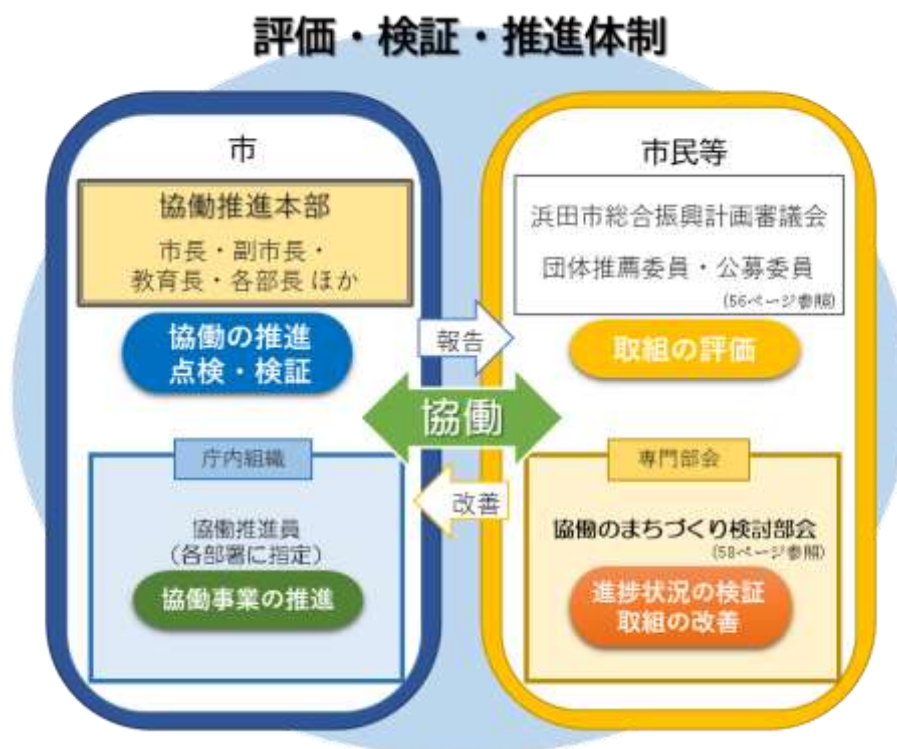 評価・検証・推進体制
市
協働推進本部
市長・副市長・
教育長・各部長 ほか
協働の推進
点検・検証
庁内組織
協働推進員
(各部署に指定)
協働事業の推進
報告
協働
改善
市民等
浜田市総合振興計画審議会
団体推薦委員・公募委員
(56ページ参照)
取組の評価
専門部会
協働のまちづくり検討部会
(58ページ参照)
進捗状況の検証
取組の改善